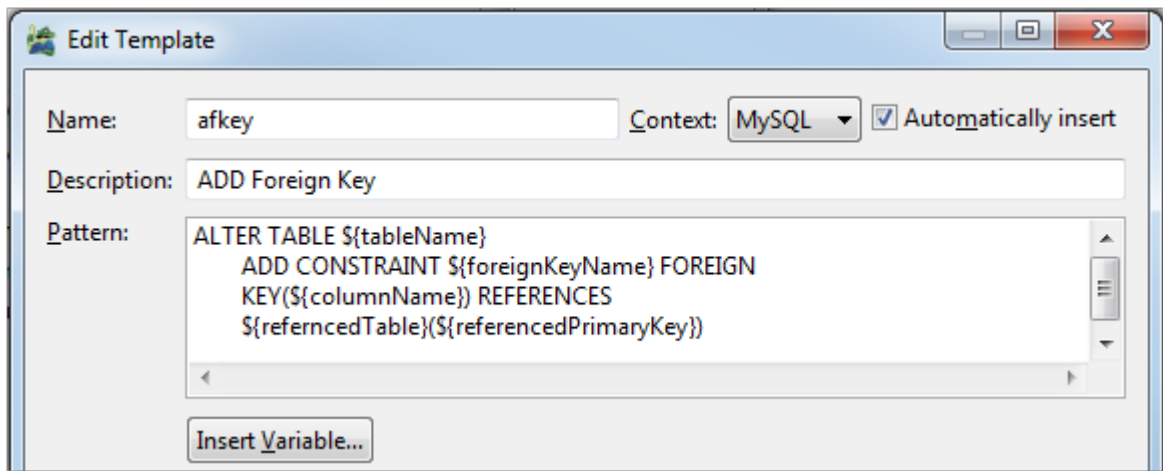 Edit Template
Name: afkey Context: MySQL Automatically insert
Description: ADD Foreign Key
Pattern: ALTER TABLE ${tableName}
ADD CONSTRAINT ${foreignKeyName} FOREIGN
KEY(${columnName}) REFERENCES
${referncedTable}(${referencedPrimaryKey})
Insert Variable...